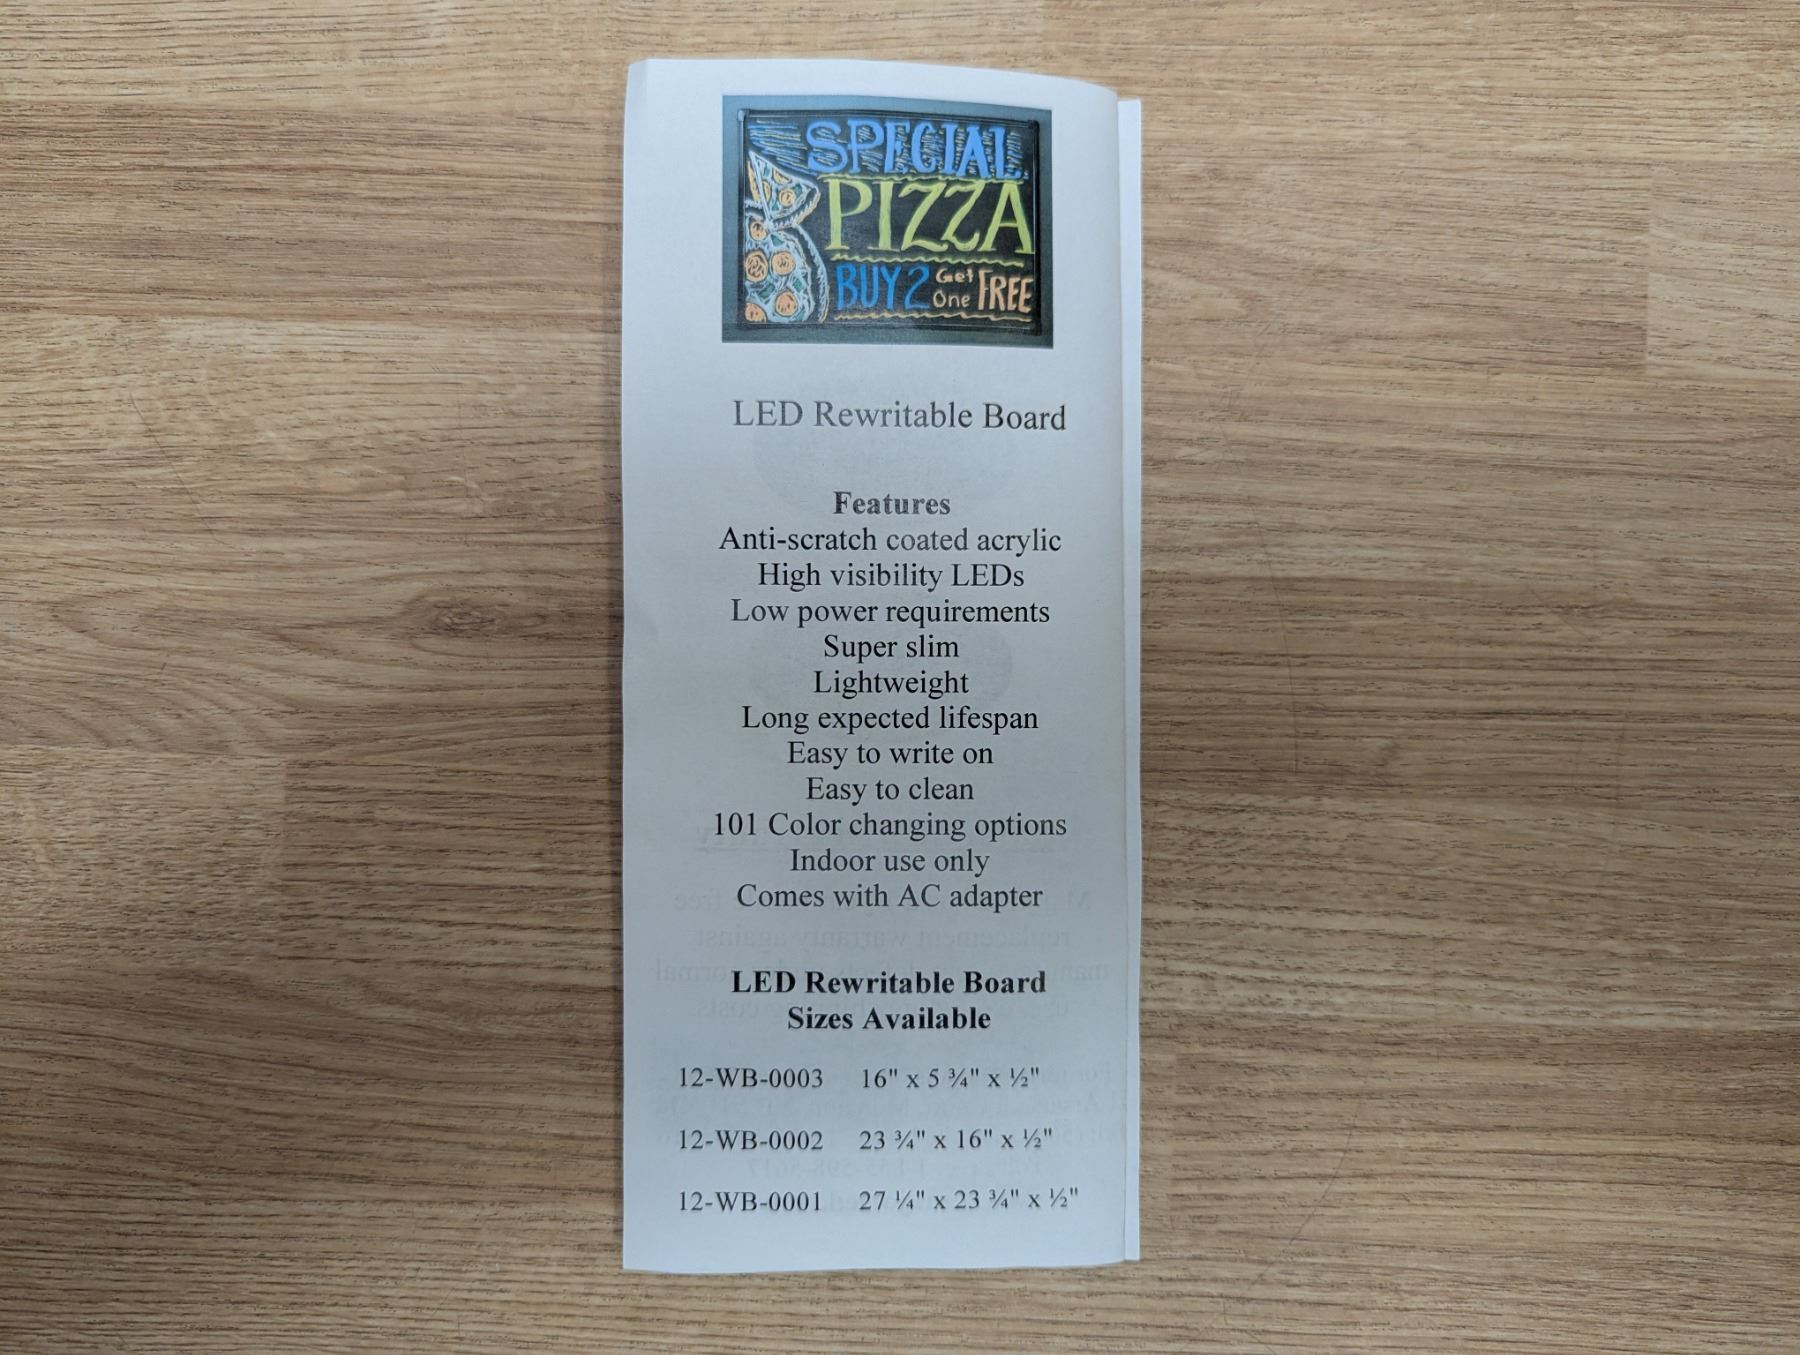 SPECIAL
PIZZA
BUY 2 Get One FREE
LED Rewritable Board
Features
Anti-scratch coated acrylic
High visibility LEDs
Low power requirements
Super slim
Lightweight
Long expected lifespan
Easy to write on
Easy to clean
101 Color changing options
Indoor use only
Comes with AC adapter
LED Rewritable Board
Sizes Available
12-WB-0003 16" x 5 ¾" x ½"
12-WB-0002 23 ¾" x 16" x ½"
12-WB-0001 27 ¼" x 23 ¾" x ½"